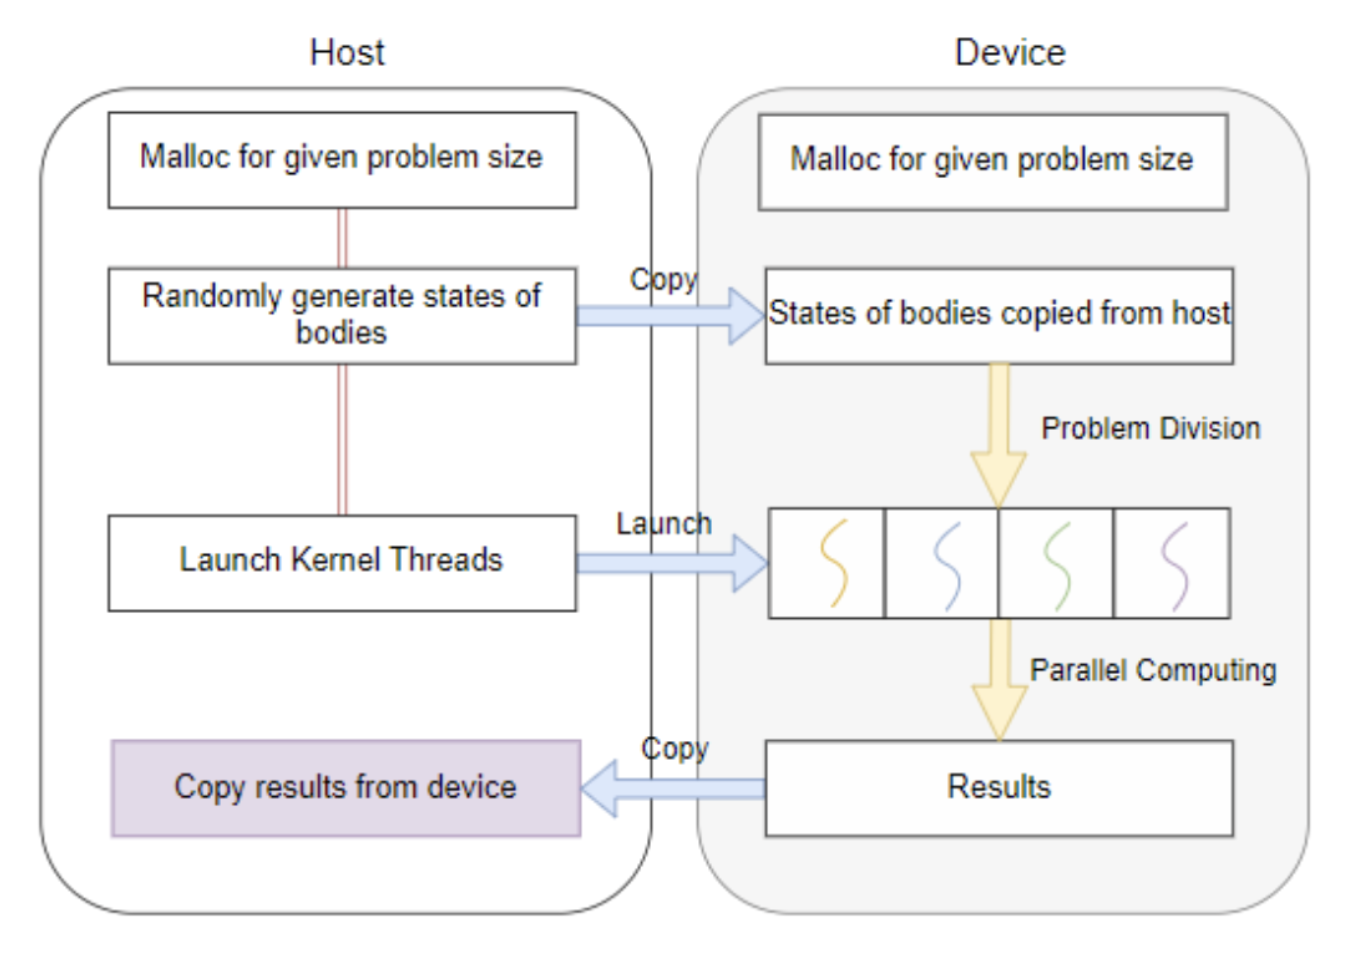 Host
Device
Malloc for given problem size
Malloc for given problem size
Randomly generate states of
bodies
Copy
States of bodies copied from host
Problem Division
Launch Kernel Threads
Launch
Parallel Computing
Copy results from device
Copy
Results